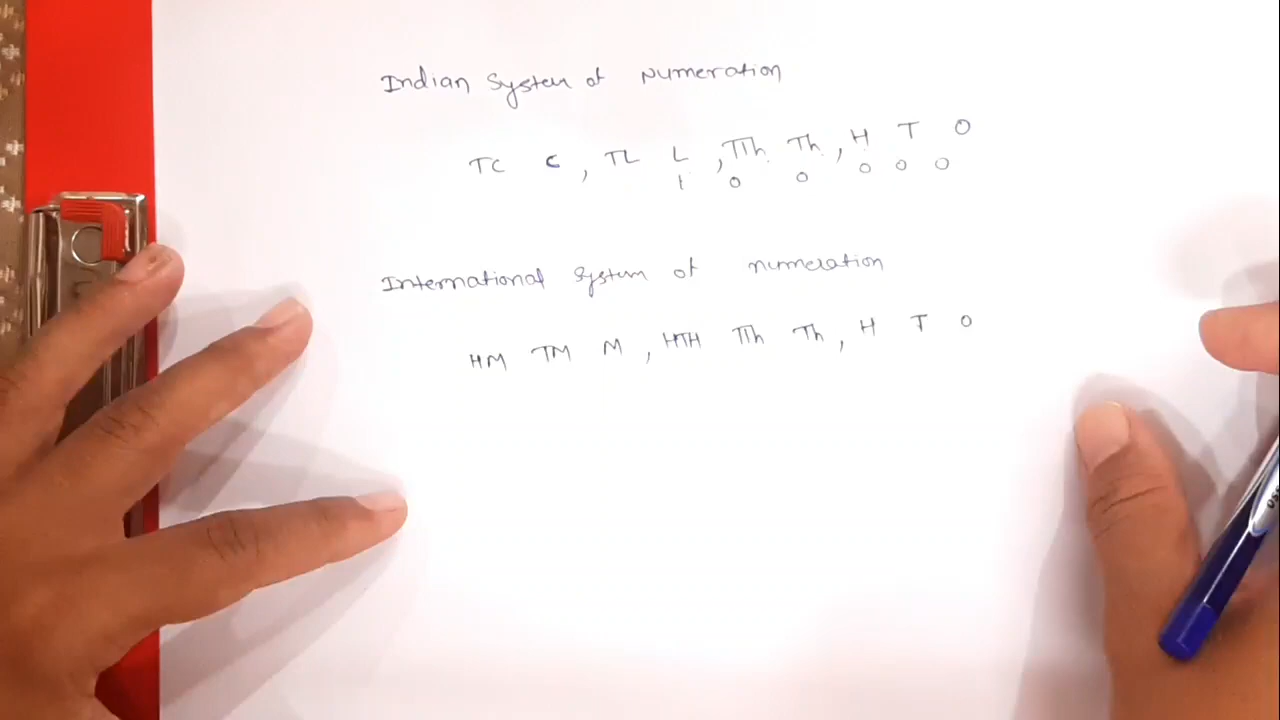 Indian System of Numeration
TC C , TL L , TTh Th , H T O
1 0 0 0 0 0
International System of numeration
HM TM M , HTH TTh Th , H T O